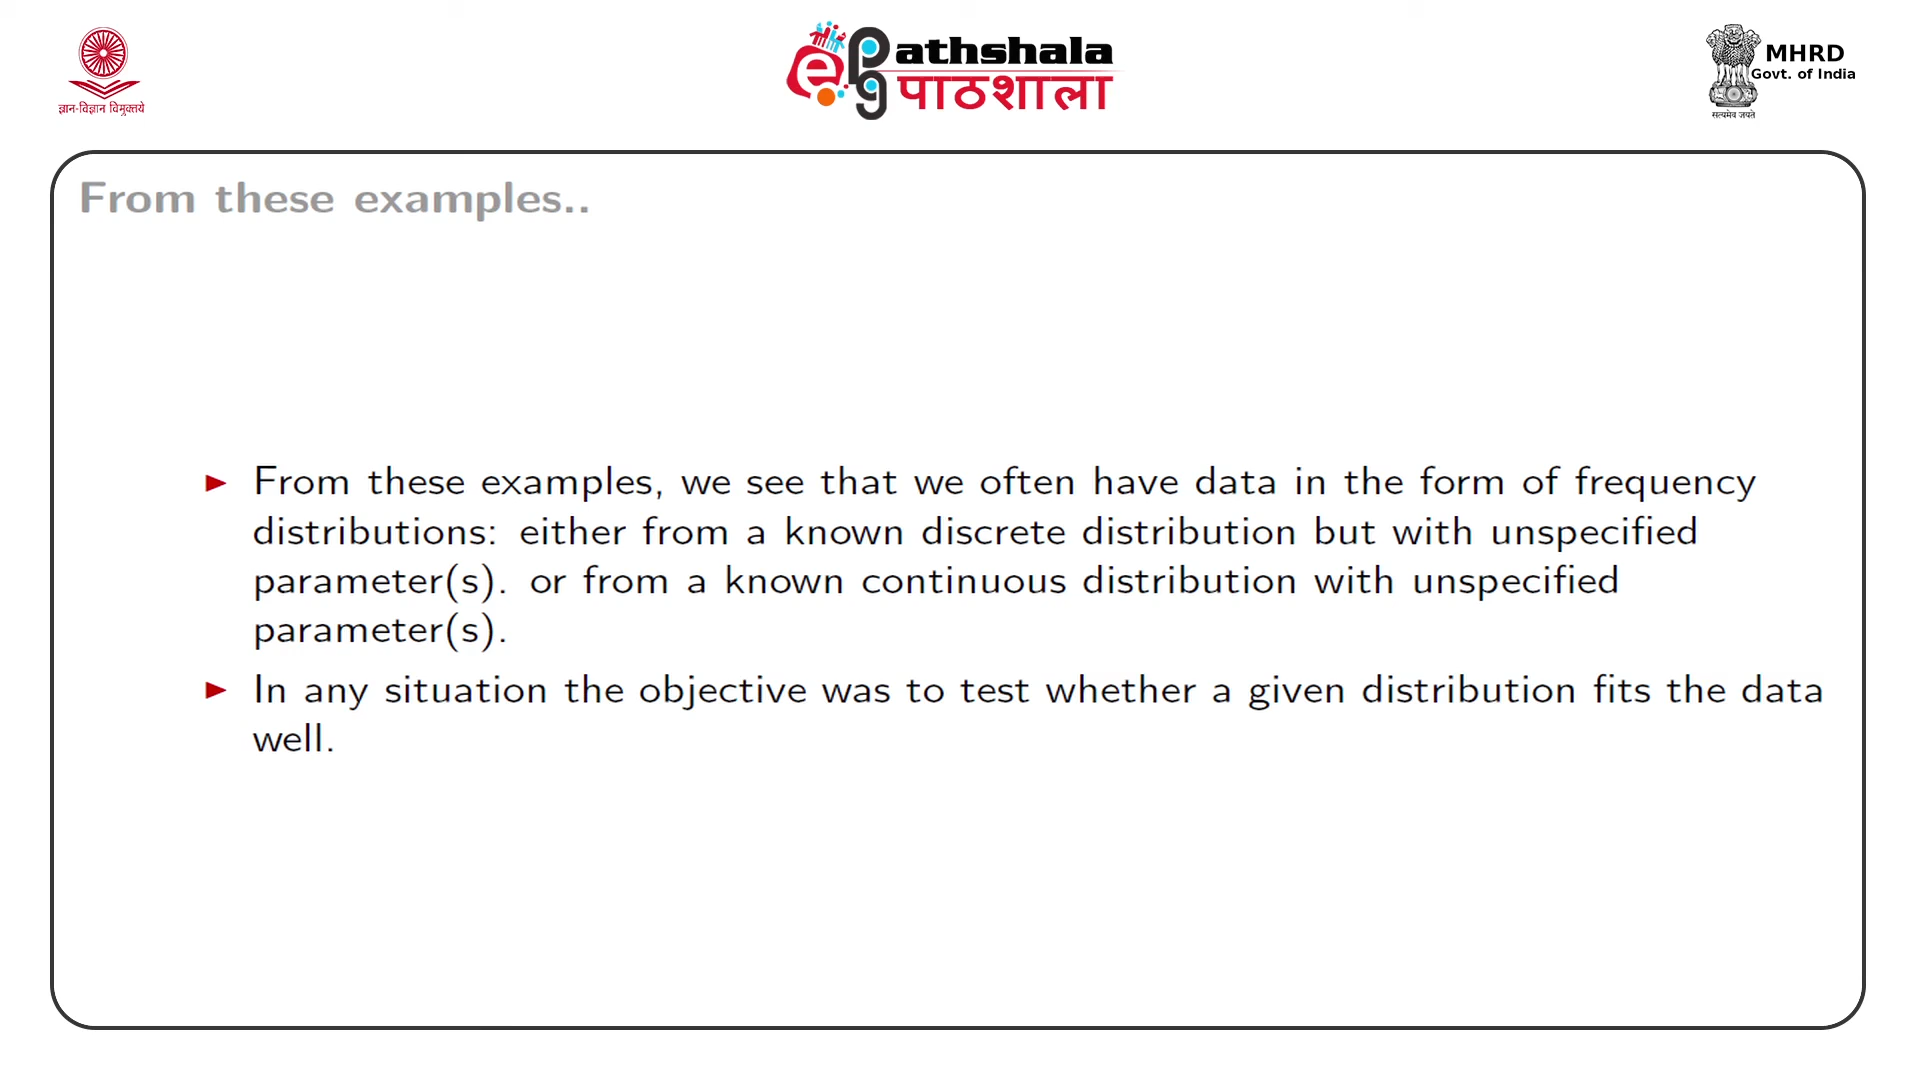 ज्ञान-विज्ञान विमुक्तये
ePg athshala
पाठशाला
MHRD
Govt. of India
सत्यमेव जयते
From these examples..
From these examples, we see that we often have data in the form of frequency
distributions: either from a known discrete distribution but with unspecified
parameter(s). or from a known continuous distribution with unspecified
parameter(s).
In any situation the objective was to test whether a given distribution fits the data
well.